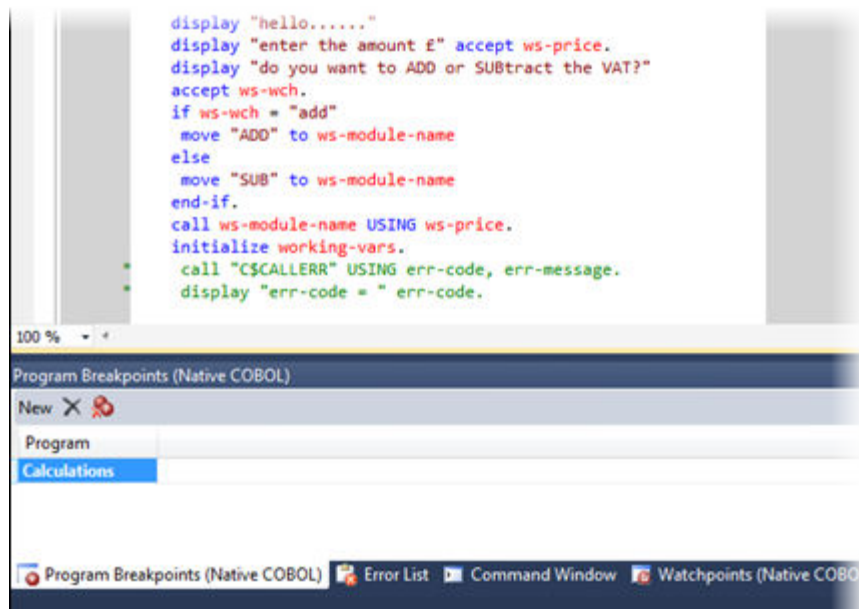 display "hello......"
display "enter the amount £" accept ws-price.
display "do you want to ADD or SUBtract the VAT?"
accept ws-wch.
if ws-wch = "add"
move "ADD" to ws-module-name
else
move "SUB" to ws-module-name
end-if.
call ws-module-name USING ws-price.
initialize working-vars.
* call "C$CALLERR" USING err-code, err-message.
* display "err-code = " err-code.
100 %
Program Breakpoints (Native COBOL)
New
Program
Calculations
Program Breakpoints (Native COBOL) Error List Command Window Watchpoints (Native COBO